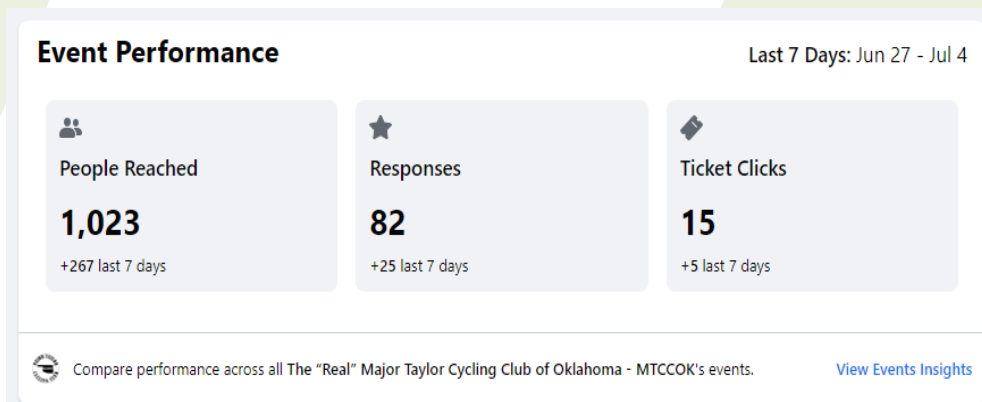 Event Performance
Last 7 Days: Jun 27 - Jul 4
People Reached
1,023
+267 last 7 days
Responses
82
+25 last 7 days
Ticket Clicks
15
+5 last 7 days
Compare performance across all The “Real” Major Taylor Cycling Club of Oklahoma - MTCCOK's events.
View Events Insights